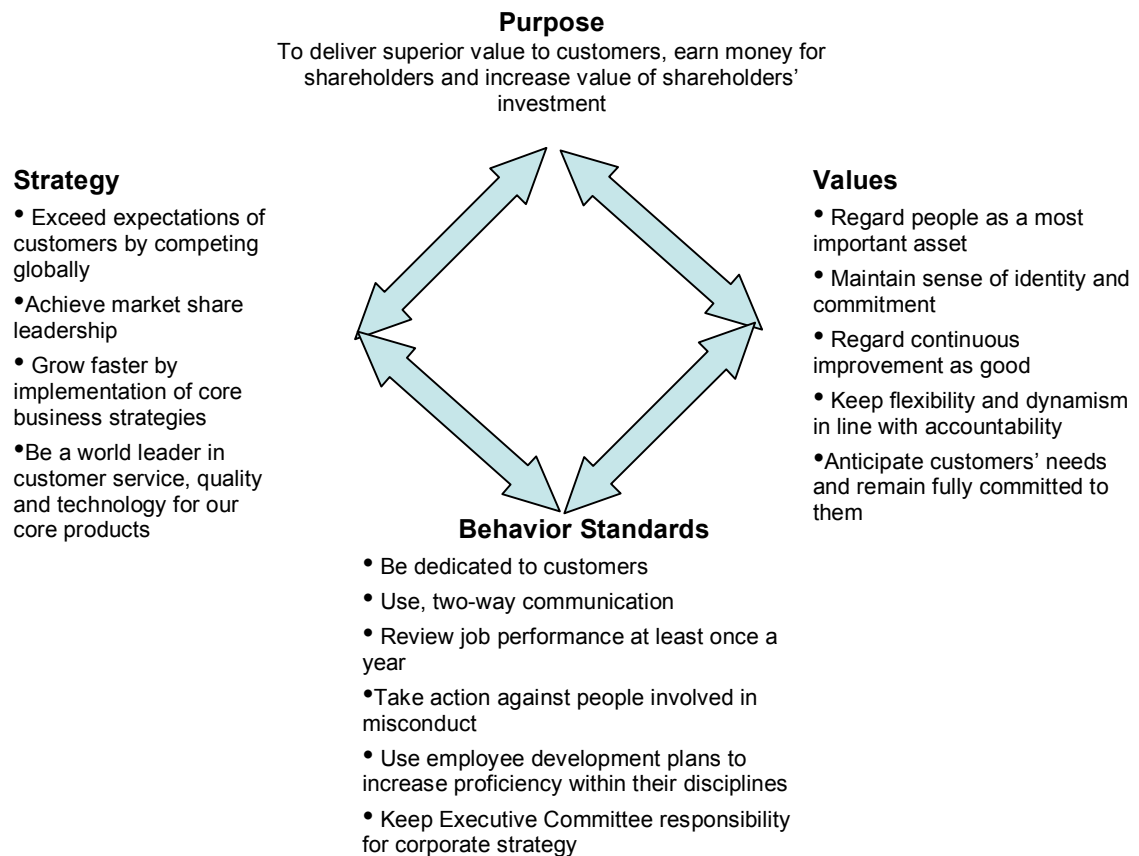 Purpose
To deliver superior value to customers, earn money for
shareholders and increase value of shareholders’
investment
Strategy
• Exceed expectations of
customers by competing
globally
•Achieve market share
leadership
• Grow faster by
implementation of core
business strategies
•Be a world leader in
customer service, quality
and technology for our
core products
Values
• Regard people as a most
important asset
• Maintain sense of identity and
commitment
• Regard continuous
improvement as good
• Keep flexibility and dynamism
in line with accountability
•Anticipate customers’ needs
and remain fully committed to
them
Behavior Standards
• Be dedicated to customers
• Use, two-way communication
• Review job performance at least once a
year
•Take action against people involved in
misconduct
• Use employee development plans to
increase proficiency within their disciplines
• Keep Executive Committee responsibility
for corporate strategy